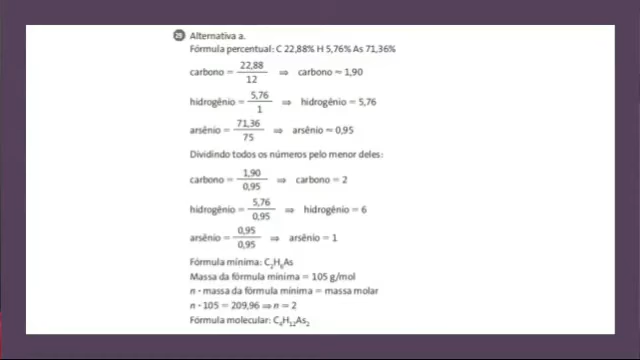 25 Alternativa a.
Fórmula percentual: C 22,88% H 5,76% As 71,36%
carbono = 22,88/12 ⇒ carbono ≈ 1,90
hidrogênio = 5,76/1 ⇒ hidrogênio = 5,76
arsênio = 71,36/75 ⇒ arsênio ≈ 0,95
Dividindo todos os números pelo menor deles:
carbono = 1,90/0,95 ⇒ carbono = 2
hidrogênio = 5,76/0,95 ⇒ hidrogênio = 6
arsênio = 0,95/0,95 ⇒ arsênio = 1
Fórmula mínima: C₂H₆As
Massa da fórmula mínima = 105 g/mol
n · massa da fórmula mínima = massa molar
n · 105 = 209,96 ⇒ n = 2
Fórmula molecular: C₄H₁₂As₂